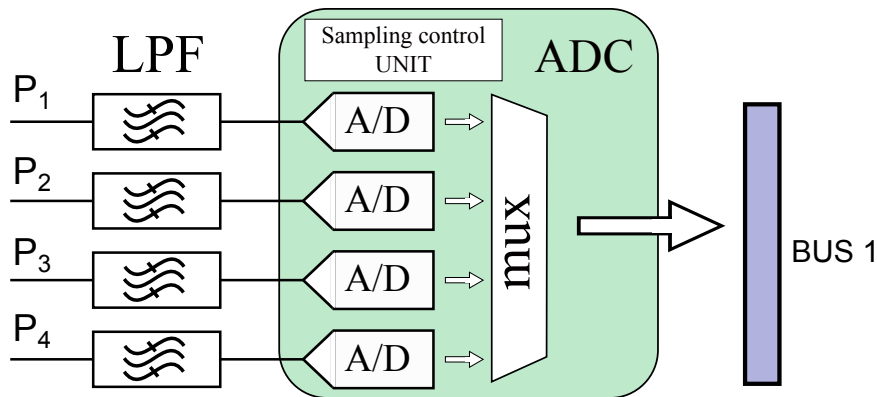 LPF
Sampling control
UNIT
ADC
P1
A/D
P2
A/D
mux
BUS 1
P3
A/D
P4
A/D